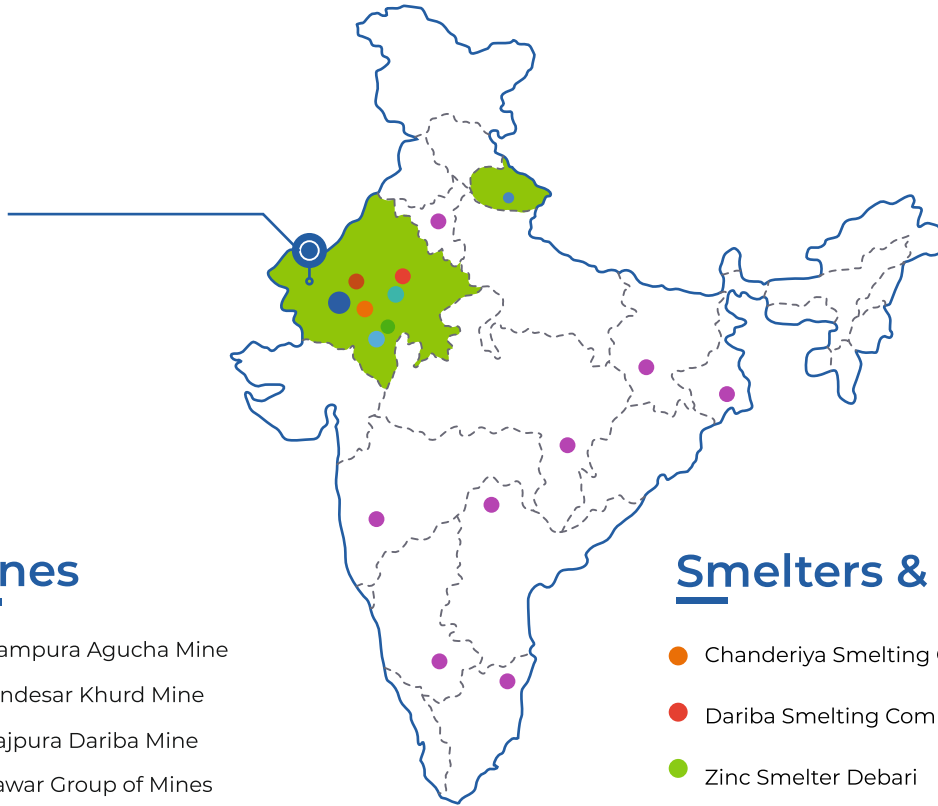 nes
ampura Agucha Mine
ndesar Khurd Mine
ajpura Dariba Mine
awar Group of Mines
Smelters &
Chanderiya Smelting
Dariba Smelting Com
Zinc Smelter Debari